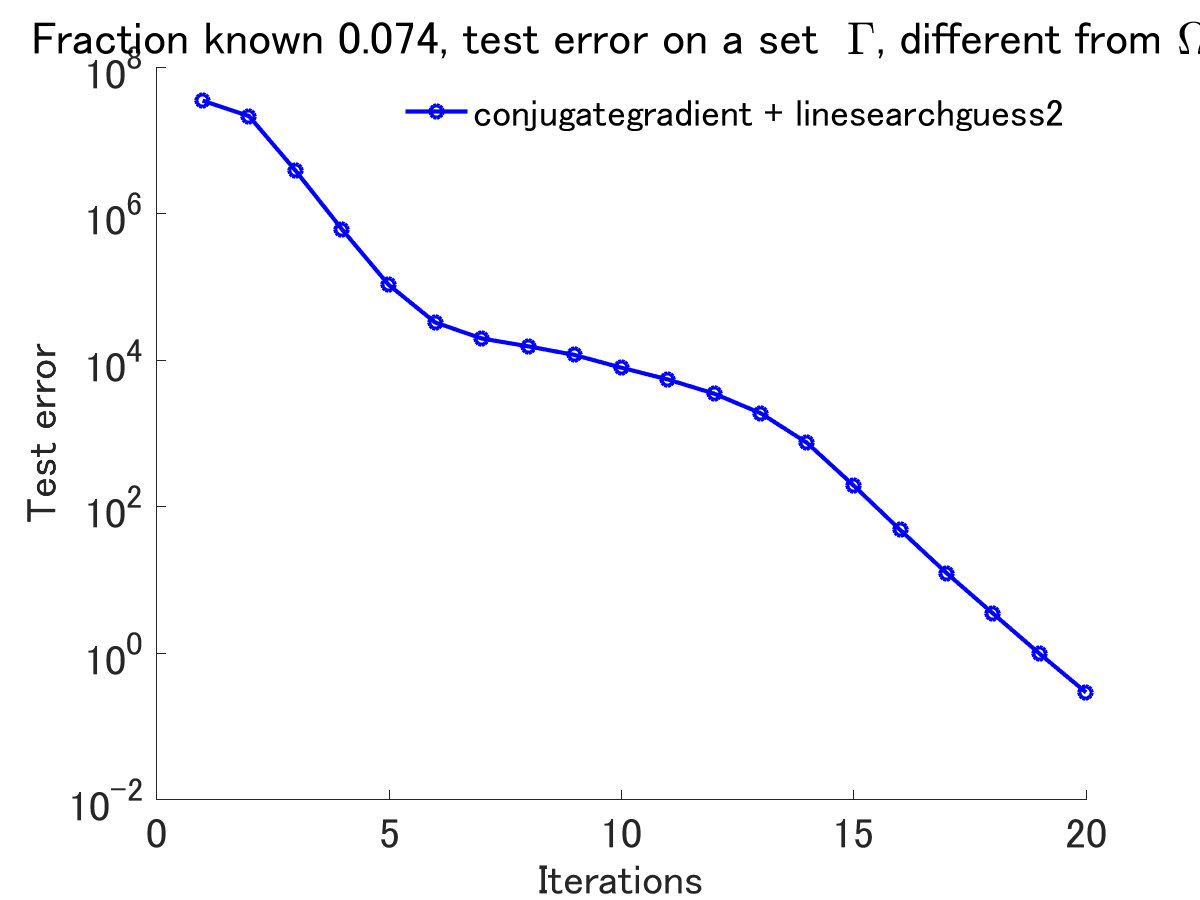 Fraction known 0.074, test error on a set Γ, different from Ω
10^8
conjugategradient + linesearchguess2
10^6
10^4
10^2
10^0
10^−2
Test error
0 5 10 15 20
Iterations